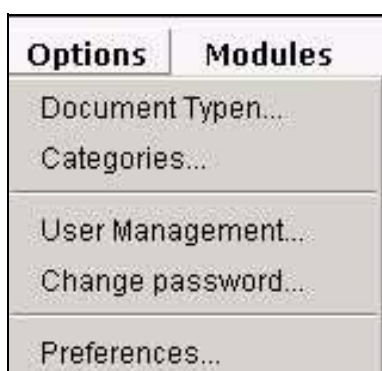 Options Modules
Document Typen...
Categories...
User Management...
Change password...
Preferences...